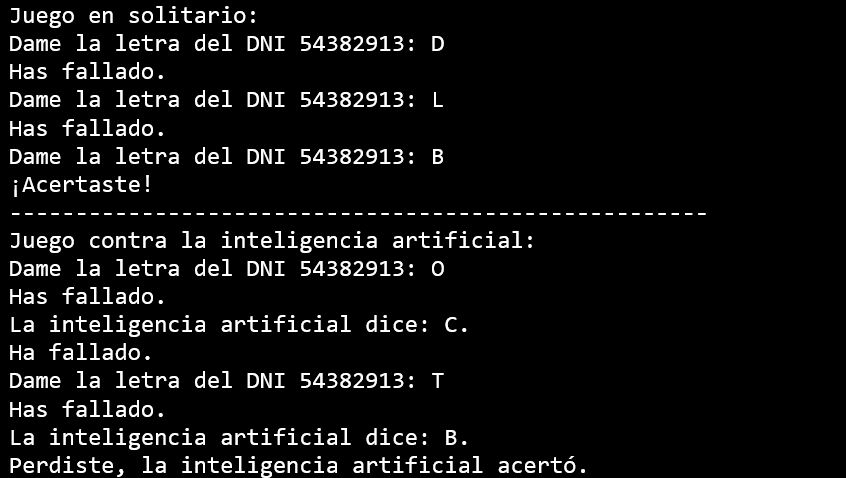 Juego en solitario:
Dame la letra del DNI 54382913: D
Has fallado.
Dame la letra del DNI 54382913: L
Has fallado.
Dame la letra del DNI 54382913: B
¡Acertaste!
-----------------------------------------------------
Juego contra la inteligencia artificial:
Dame la letra del DNI 54382913: O
Has fallado.
La inteligencia artificial dice: C.
Ha fallado.
Dame la letra del DNI 54382913: T
Has fallado.
La inteligencia artificial dice: B.
Perdiste, la inteligencia artificial acertó.